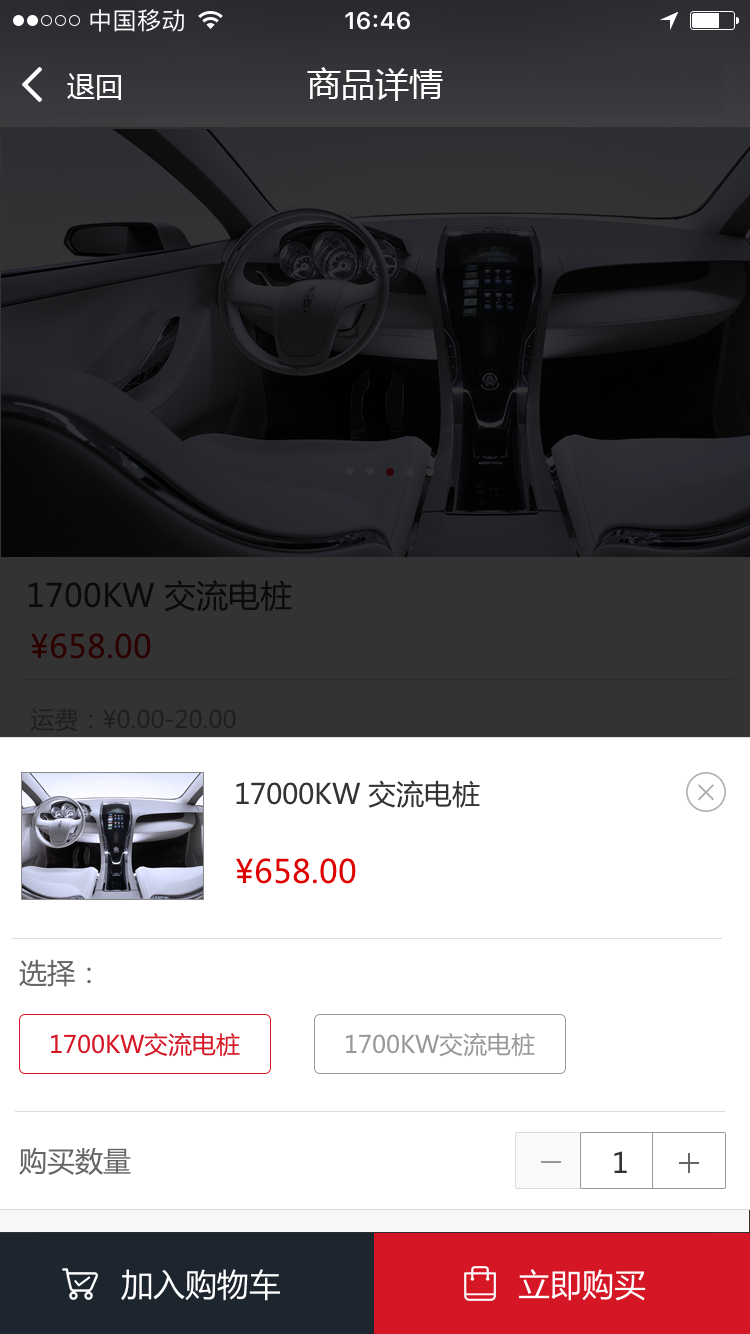 中国移动 16:46
退回 商品详情
1700KW 交流电桩
¥658.00
运费：¥0.00-20.00
17000KW 交流电桩
¥658.00
选择：
1700KW交流电桩 1700KW交流电桩
购买数量 1
加入购物车 立即购买